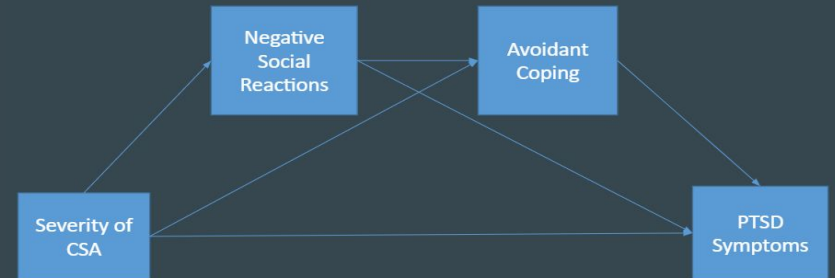 Negative
Social
Reactions
Avoidant
Coping
Severity of
CSA
PTSD
Symptoms